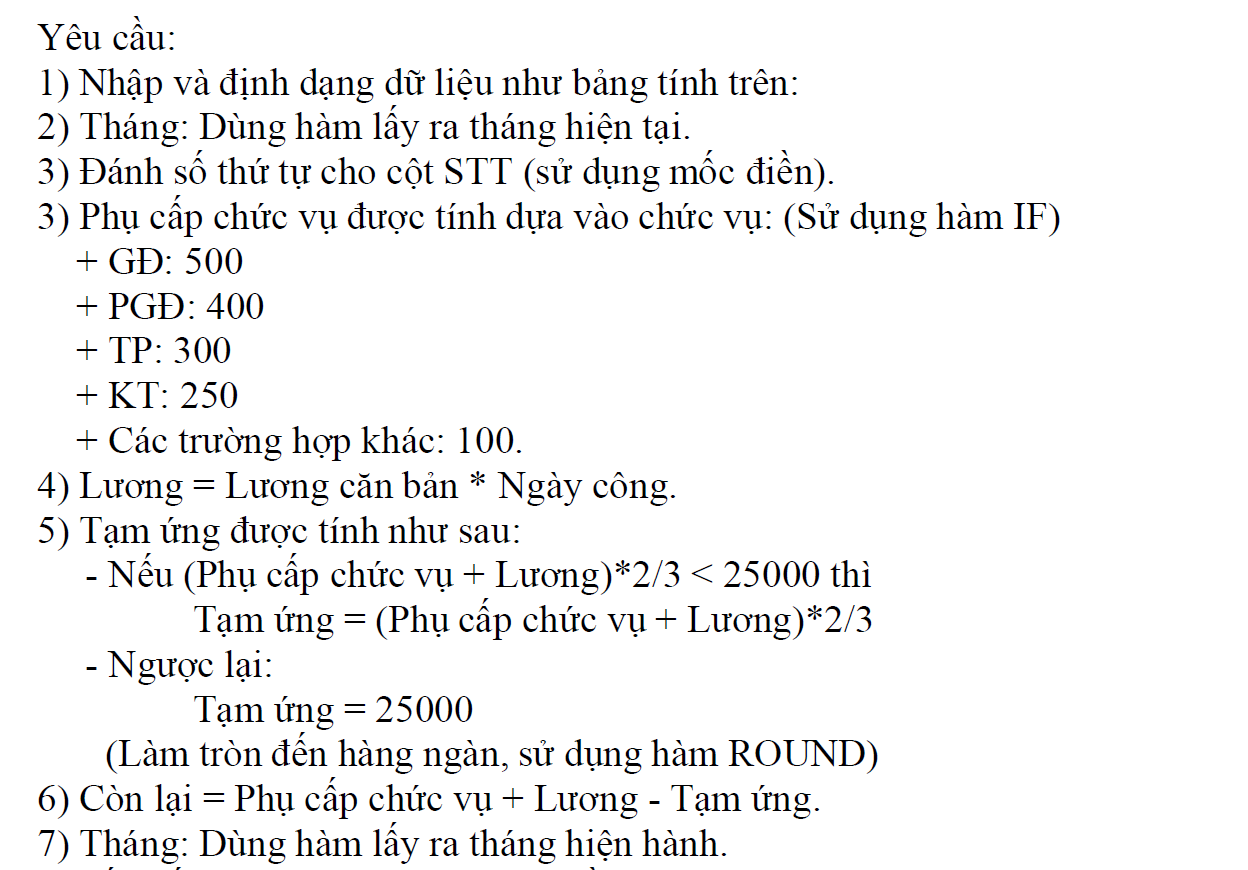 Yêu cầu:
1) Nhập và định dạng dữ liệu như bảng tính trên:
2) Tháng: Dùng hàm lấy ra tháng hiện tại.
3) Đánh số thứ tự cho cột STT (sử dụng mốc điền).
3) Phụ cấp chức vụ được tính dựa vào chức vụ: (Sử dụng hàm IF)
+ GĐ: 500
+ PGĐ: 400
+ TP: 300
+ KT: 250
+ Các trường hợp khác: 100.
4) Lương = Lương căn bản * Ngày công.
5) Tạm ứng được tính như sau:
- Nếu (Phụ cấp chức vụ + Lương)*2/3 < 25000 thì
Tạm ứng = (Phụ cấp chức vụ + Lương)*2/3
- Ngược lại:
Tạm ứng = 25000
(Làm tròn đến hàng ngàn, sử dụng hàm ROUND)
6) Còn lại = Phụ cấp chức vụ + Lương - Tạm ứng.
7) Tháng: Dùng hàm lấy ra tháng hiện hành.